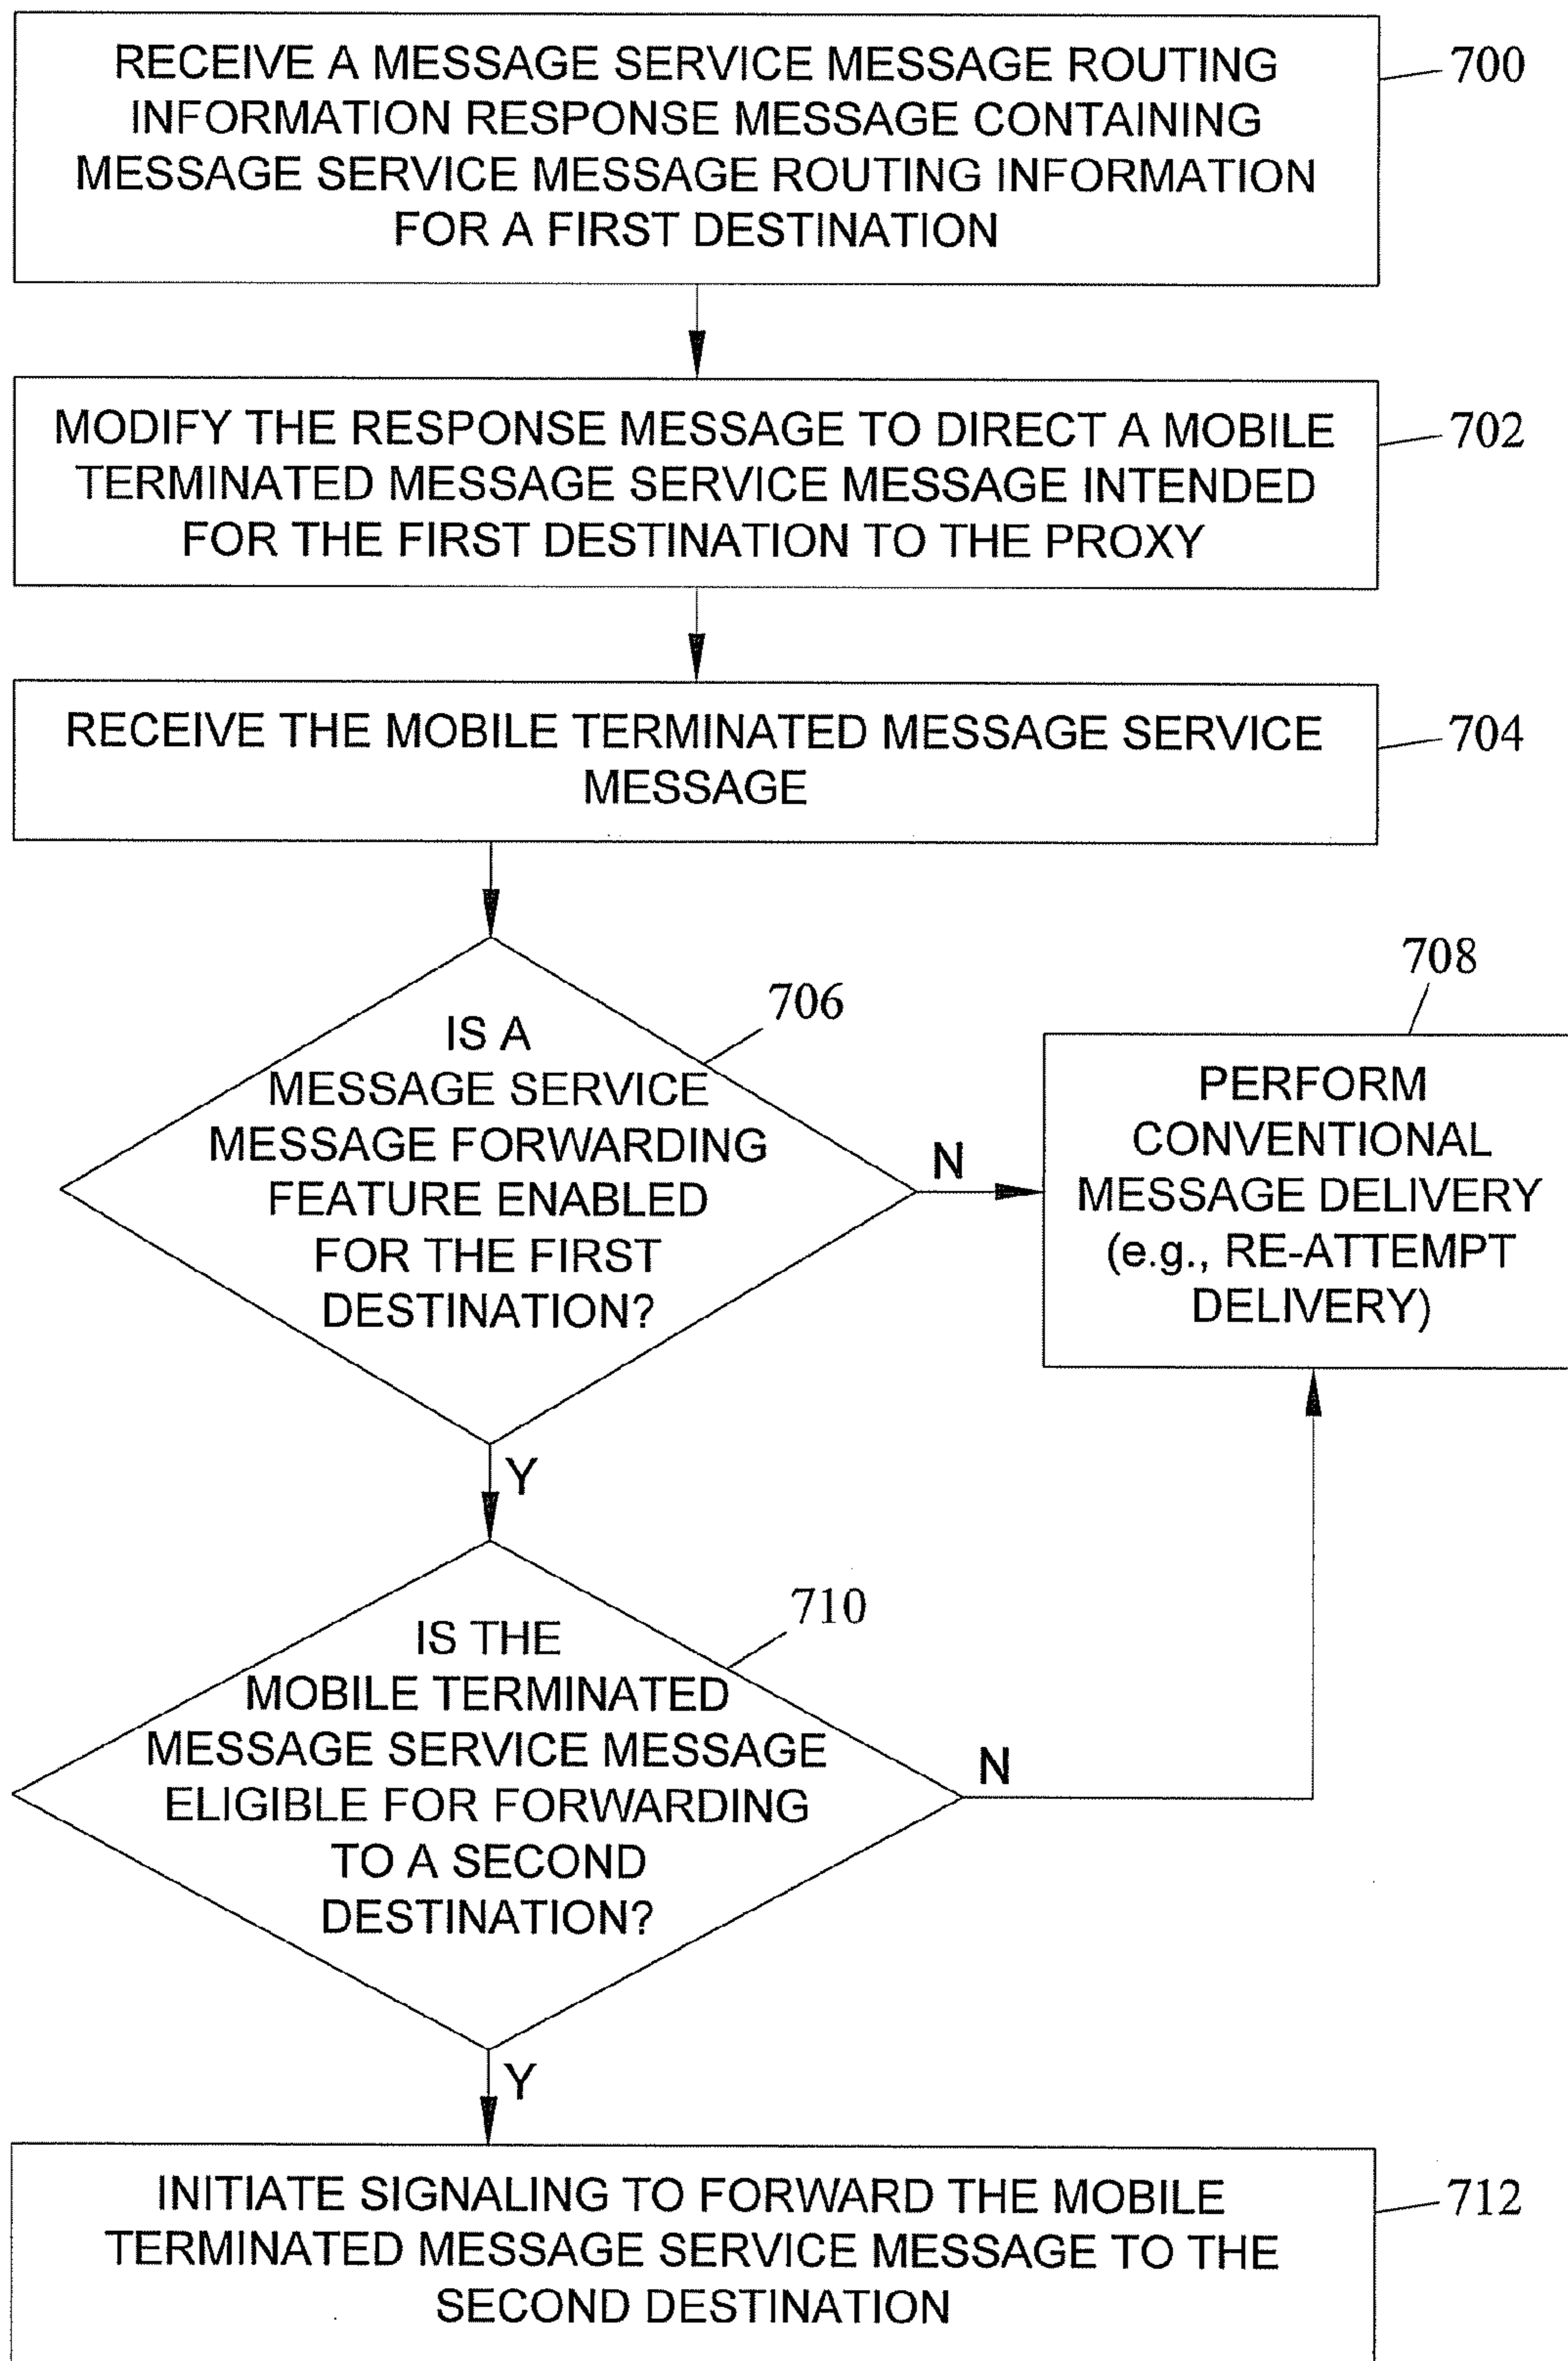 RECEIVE A MESSAGE SERVICE MESSAGE ROUTING
INFORMATION RESPONSE MESSAGE CONTAINING
MESSAGE SERVICE MESSAGE ROUTING INFORMATION
FOR A FIRST DESTINATION
700
MODIFY THE RESPONSE MESSAGE TO DIRECT A MOBILE
TERMINATED MESSAGE SERVICE MESSAGE INTENDED
FOR THE FIRST DESTINATION TO THE PROXY
702
RECEIVE THE MOBILE TERMINATED MESSAGE SERVICE
MESSAGE
704
IS A
MESSAGE SERVICE
MESSAGE FORWARDING
FEATURE ENABLED
FOR THE FIRST
DESTINATION?
706
N
708
PERFORM
CONVENTIONAL
MESSAGE DELIVERY
(e.g., RE-ATTEMPT
DELIVERY)
Y
IS THE
MOBILE TERMINATED
MESSAGE SERVICE MESSAGE
ELIGIBLE FOR FORWARDING
TO A SECOND
DESTINATION?
710
N
Y
INITIATE SIGNALING TO FORWARD THE MOBILE
TERMINATED MESSAGE SERVICE MESSAGE TO THE
SECOND DESTINATION
712